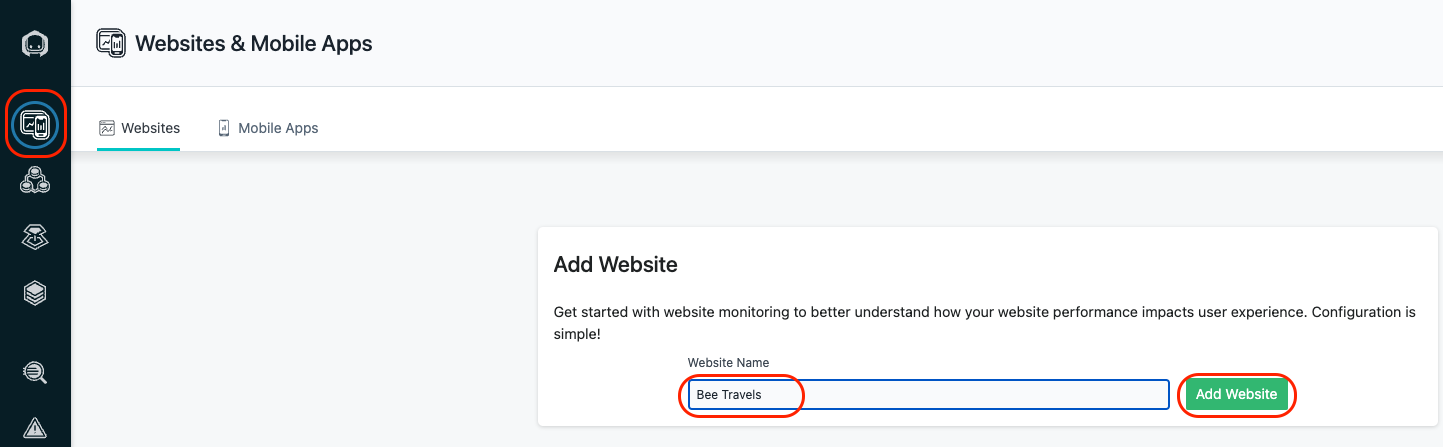 Websites & Mobile Apps
Websites
Mobile Apps
Add Website
Get started with website monitoring to better understand how your website performance impacts user experience. Configuration is
simple!
Website Name
Bee Travels
Add Website